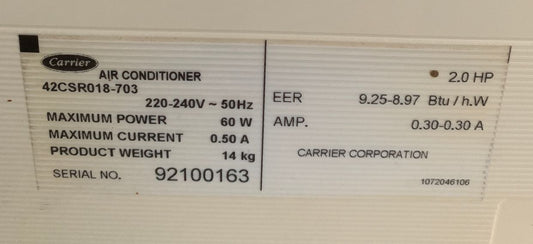 Carrier
AIR CONDITIONER
42CSR018-703
220-240V ~ 50Hz
MAXIMUM POWER 60 W
MAXIMUM CURRENT 0.50 A
PRODUCT WEIGHT 14 kg
SERIAL NO. 92100163
2.0 HP
EER 9.25-8.97 Btu / h.W
AMP. 0.30-0.30 A
CARRIER CORPORATION
1072046106